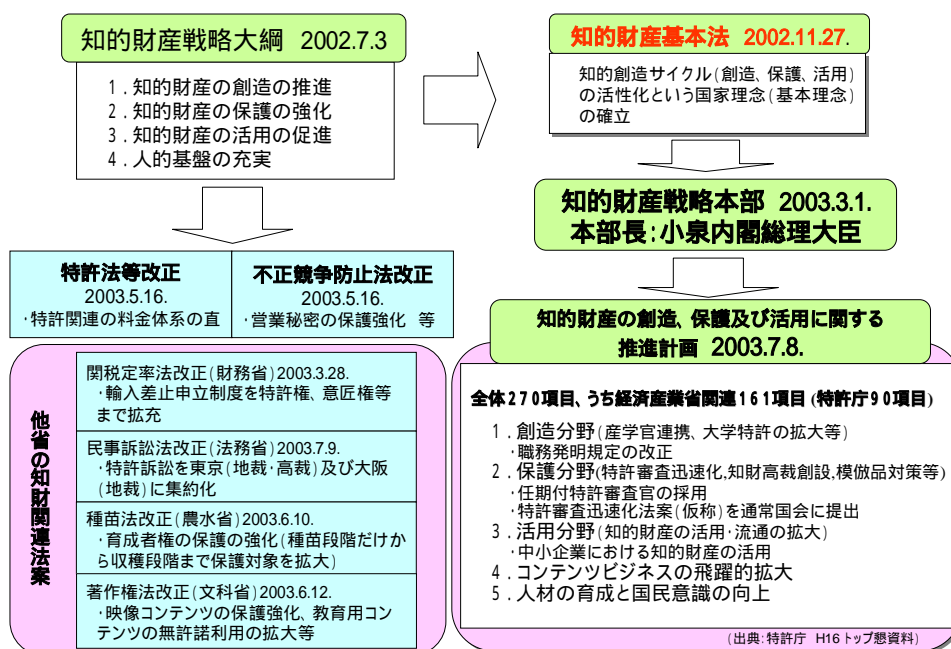 知的財産戦略大綱 2002.7.3
1．知的財産の創造の推進
2．知的財産の保護の強化
3．知的財産の活用の促進
4．人的基盤の充実
知的財産基本法 2002.11.27.
知的創造サイクル(創造、保護、活用)
の活性化という国家理念(基本理念)
の確立
知的財産戦略本部 2003.3.1.
本部長:小泉内閣総理大臣
特許法等改正
2003.5.16.
・特許関連の料金体系の直
不正競争防止法改正
2003.5.16.
・営業秘密の保護強化 等
他省の知財関連法案
関税定率法改正(財務省)2003.3.28.
・輸入差止申立制度を特許権、意匠権等
まで拡充
民事訴訟法改正(法務省)2003.7.9.
・特許訴訟を東京(地裁・高裁)及び大阪
(地裁)に集約化
種苗法改正(農水省)2003.6.10.
・育成者権の保護の強化(種苗段階だけか
ら収穫段階まで保護対象を拡大)
著作権法改正(文科省)2003.6.12.
・映像コンテンツの保護強化、教育用コン
テンツの無許諾利用の拡大等
知的財産の創造、保護及び活用に関する
推進計画 2003.7.8.
全体270項目、うち経済産業省関連161項目(特許庁90項目)
1．創造分野(産学官連携、大学特許の拡大等)
・職務発明規定の改正
2．保護分野(特許審査迅速化,知財高裁創設,模倣品対策等)
・任期付特許審査官の採用
・特許審査迅速化法案(仮称)を通常国会に提出
3．活用分野(知的財産の活用・流通の拡大)
・中小企業における知的財産の活用
4．コンテンツビジネスの飛躍的拡大
5．人材の育成と国民意識の向上
(出典:特許庁 H16トップ懇資料)